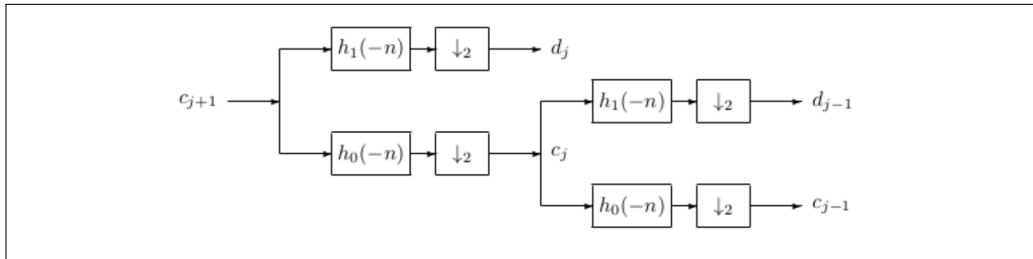 h₁(−n) ↓₂ d_j
h₁(−n) ↓₂ d_{j−1}
c_{j+1}
h₀(−n) ↓₂ c_j
h₀(−n) ↓₂ c_{j−1}